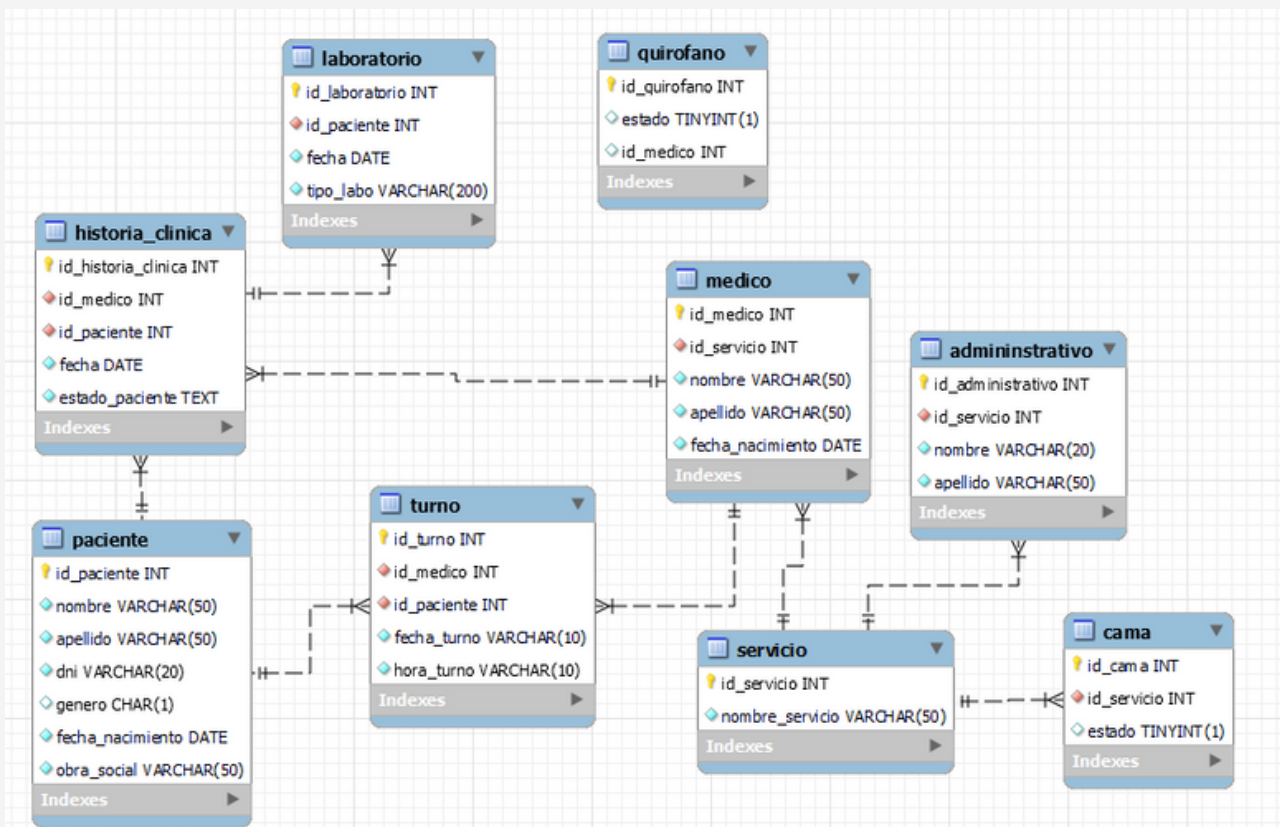 laboratorio
id_laboratorio INT
id_paciente INT
fecha DATE
tipo_labo VARCHAR(200)
Indexes
quirofano
id_quirofano INT
estado TINYINT(1)
id_medico INT
Indexes
historia_clinica
id_historia_clinica INT
id_medico INT
id_paciente INT
fecha DATE
estado_paciente TEXT
Indexes
medico
id_medico INT
id_servicio INT
nombre VARCHAR(50)
apellido VARCHAR(50)
fecha_nacimiento DATE
Indexes
admininstrativo
id_administrativo INT
id_servicio INT
nombre VARCHAR(20)
apellido VARCHAR(50)
Indexes
paciente
id_paciente INT
nombre VARCHAR(50)
apellido VARCHAR(50)
dni VARCHAR(20)
genero CHAR(1)
fecha_nacimiento DATE
obra_social VARCHAR(50)
Indexes
turno
id_turno INT
id_medico INT
id_paciente INT
fecha_turno VARCHAR(10)
hora_turno VARCHAR(10)
Indexes
servicio
id_servicio INT
nombre_servicio VARCHAR(50)
Indexes
cama
id_cama INT
id_servicio INT
estado TINYINT(1)
Indexes